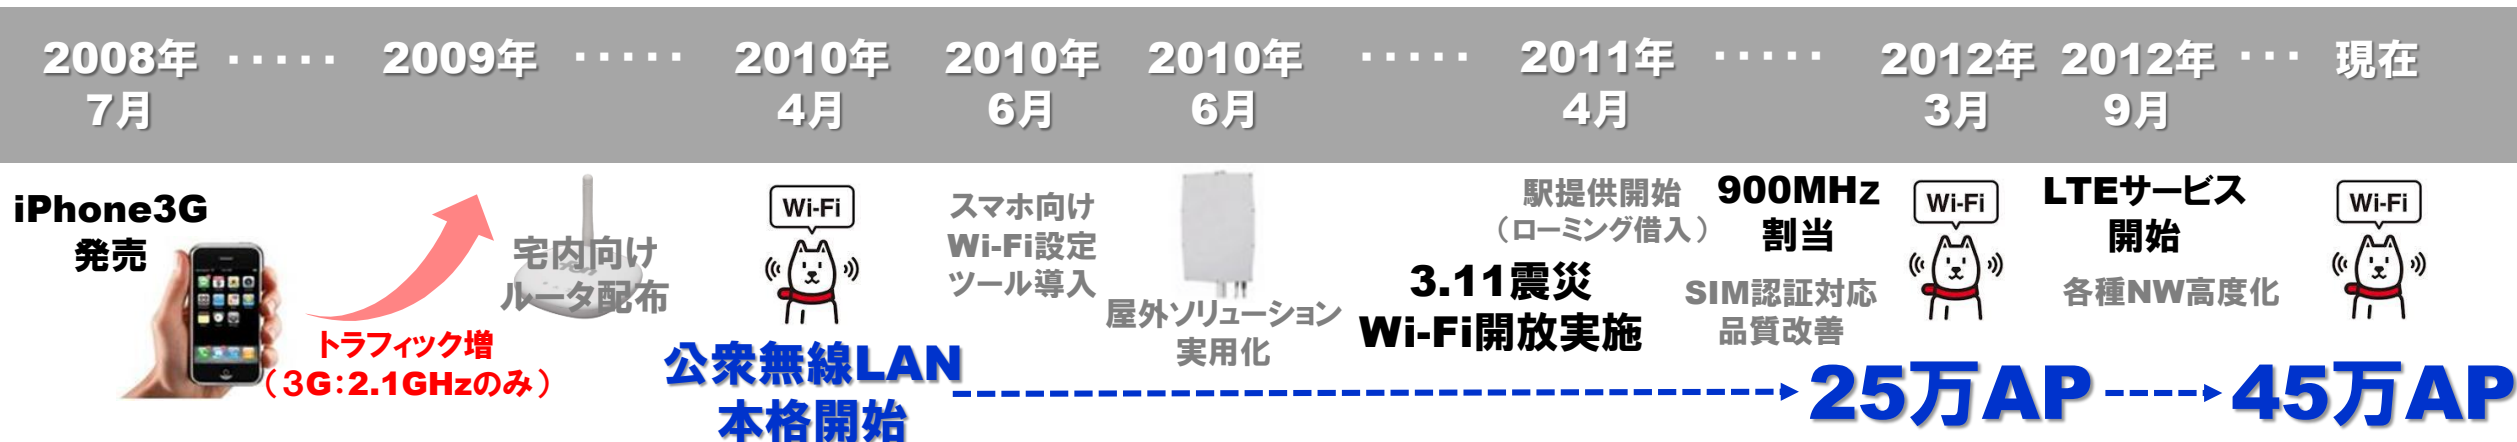 2008年 ‥‥‥ 2009年 ‥‥‥ 2010年 2010年 2010年 ‥‥‥ 2011年 ‥‥‥ 2012年 2012年 ‥‥ 現在
7月 4月 6月 6月 4月 3月 9月
iPhone3G
発売
トラフィック増
（３G：2.1GHzのみ）
宅内向け
ルータ配布
Wi-Fi
公衆無線LAN
本格開始
スマホ向け
Wi-Fi設定
ツール導入
屋外ソリューション
実用化
駅提供開始
（ローミング借入）
3.11震災
Wi-Fi開放実施
900MHz
割当
SIM認証対応
品質改善
Wi-Fi
25万AP
LTEサービス
開始
各種NW高度化
Wi-Fi
45万AP